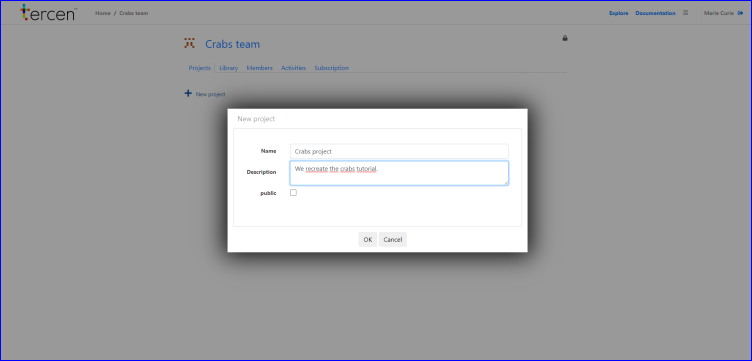 tercen
Home / Crabs team
Explore Documentation Marie Curie
Crabs team
Projects Library Members Activities Subscription
New project
New project
Name Crabs project
Description We recreate the crabs tutorial.
public
OK Cancel